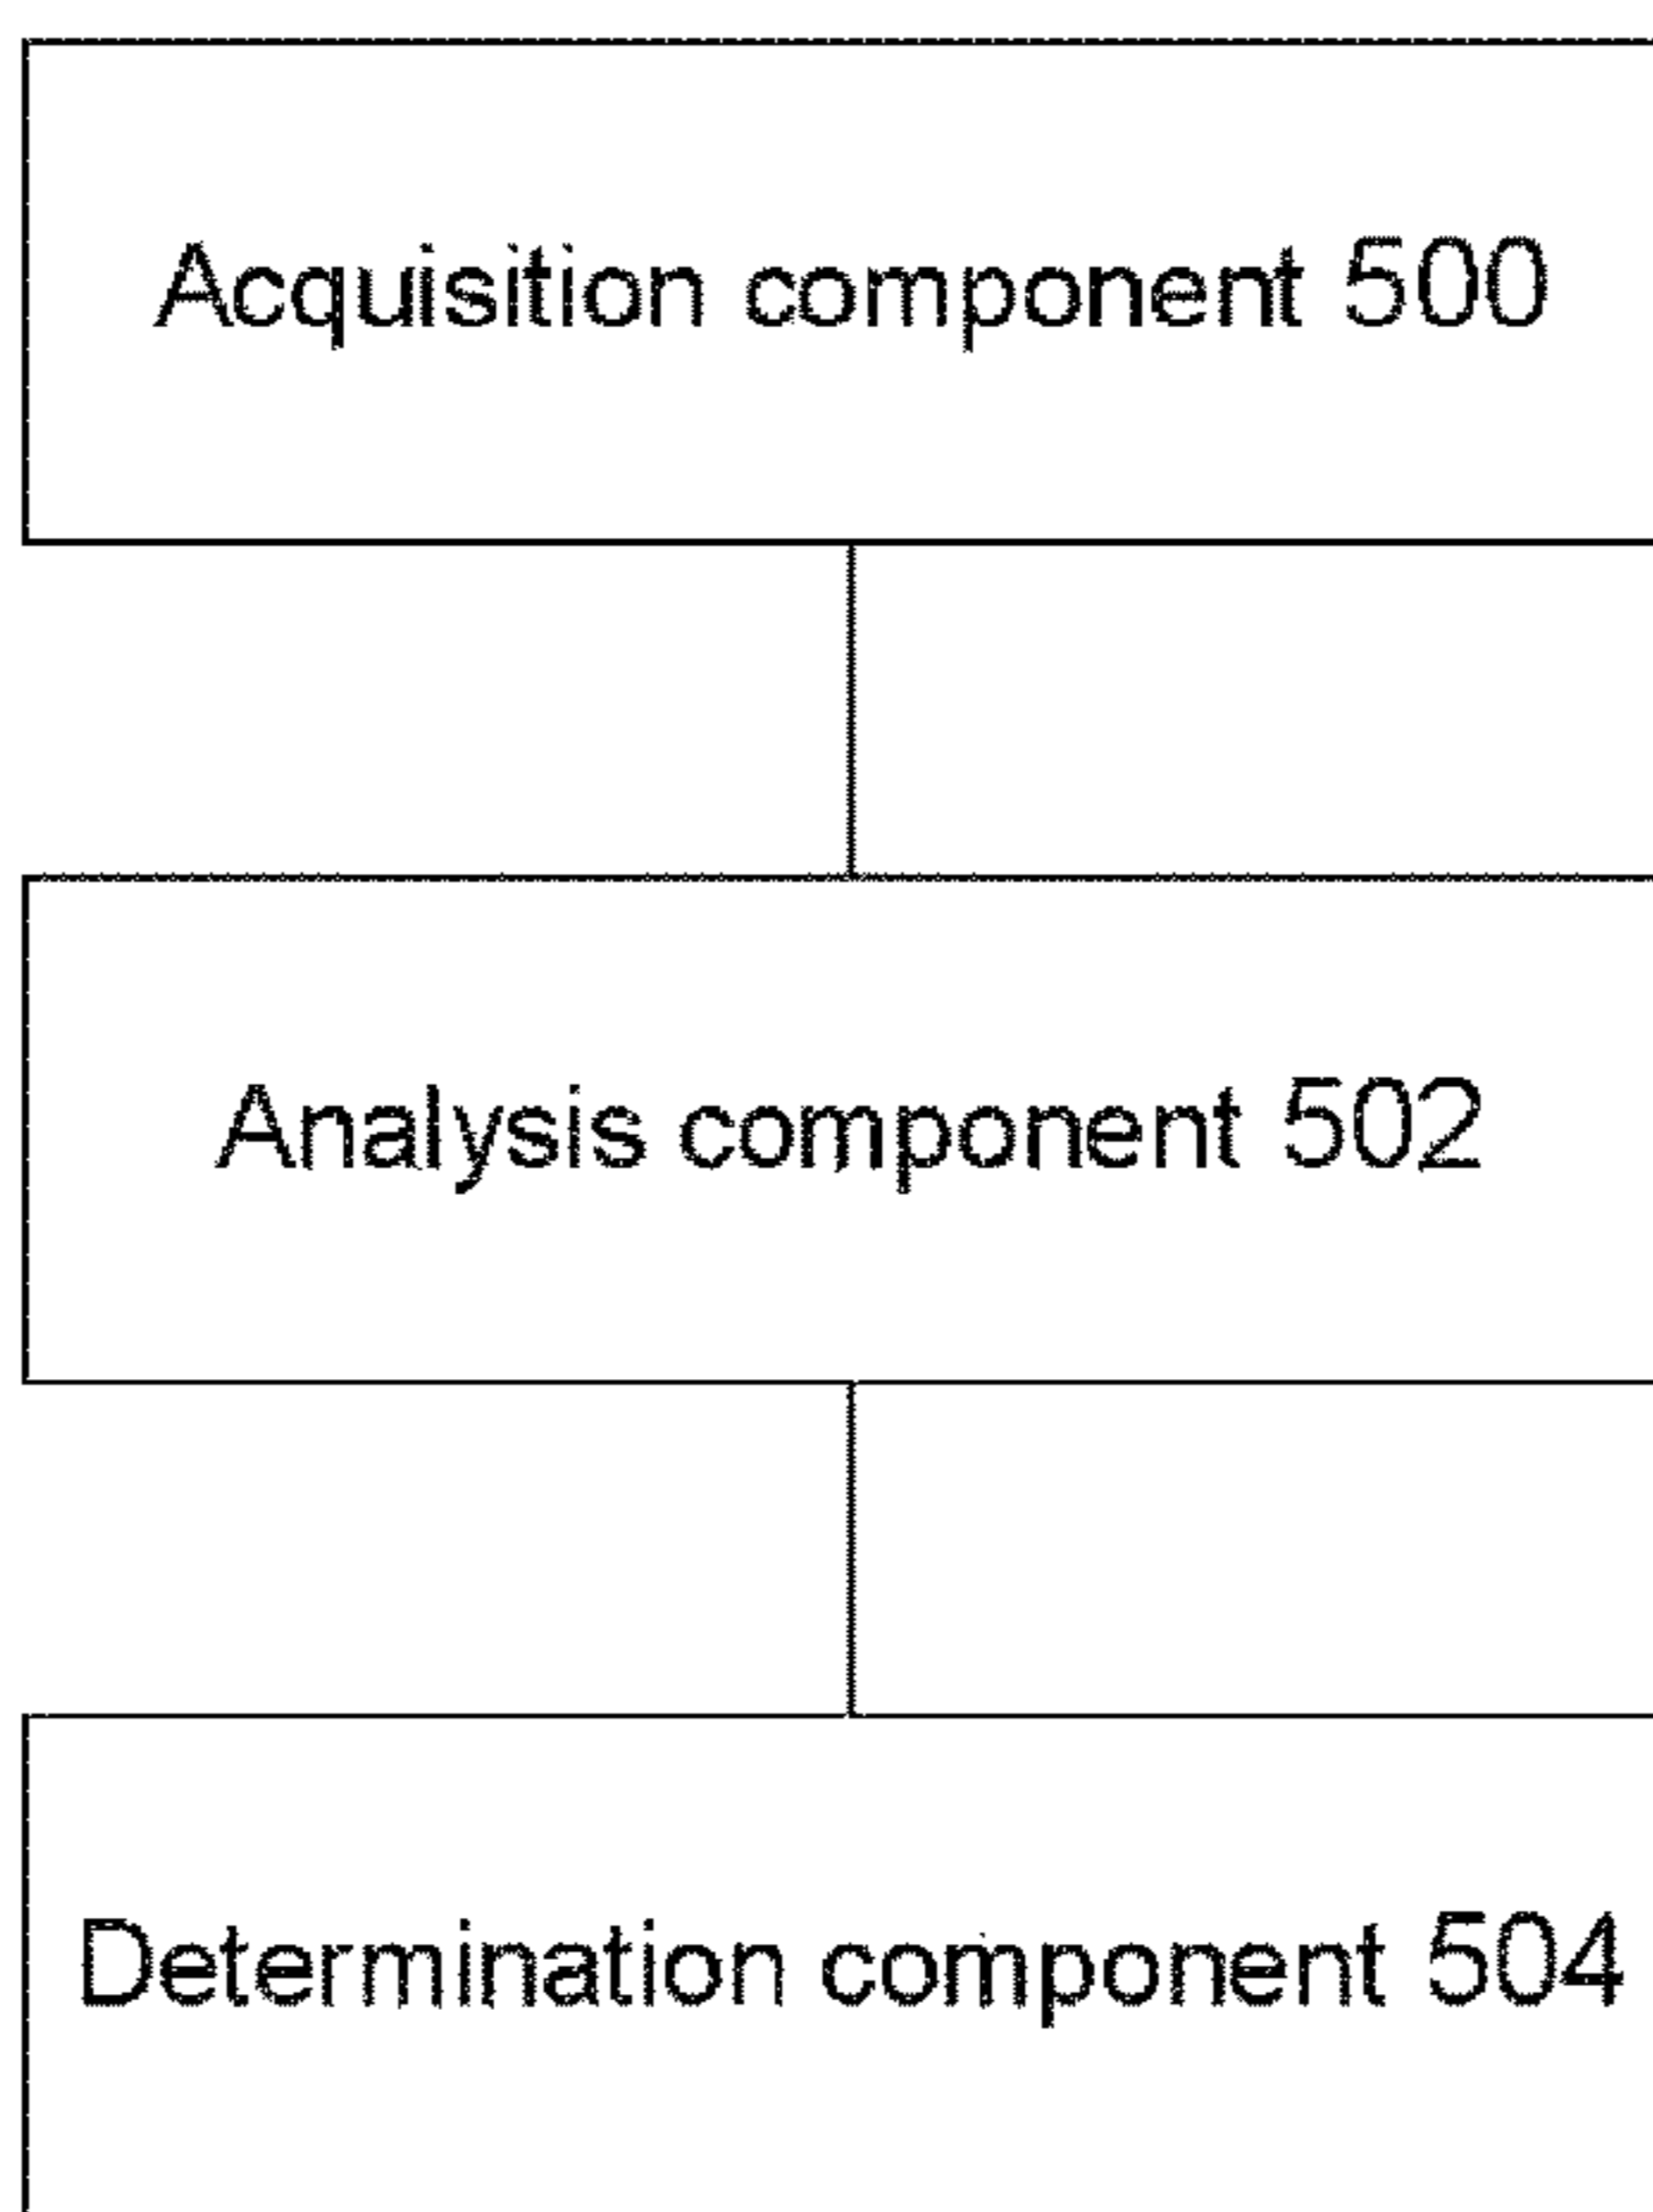 Acquisition component 500
Analysis component 502
Determination component 504